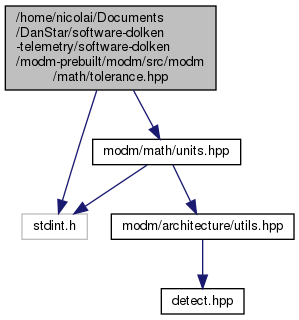 /home/nicolai/Documents
/DanStar/software-dolken
-telemetry/software-dolken
/modm-prebuilt/modm/src/modm
/math/tolerance.hpp
modm/math/units.hpp
stdint.h
modm/architecture/utils.hpp
detect.hpp